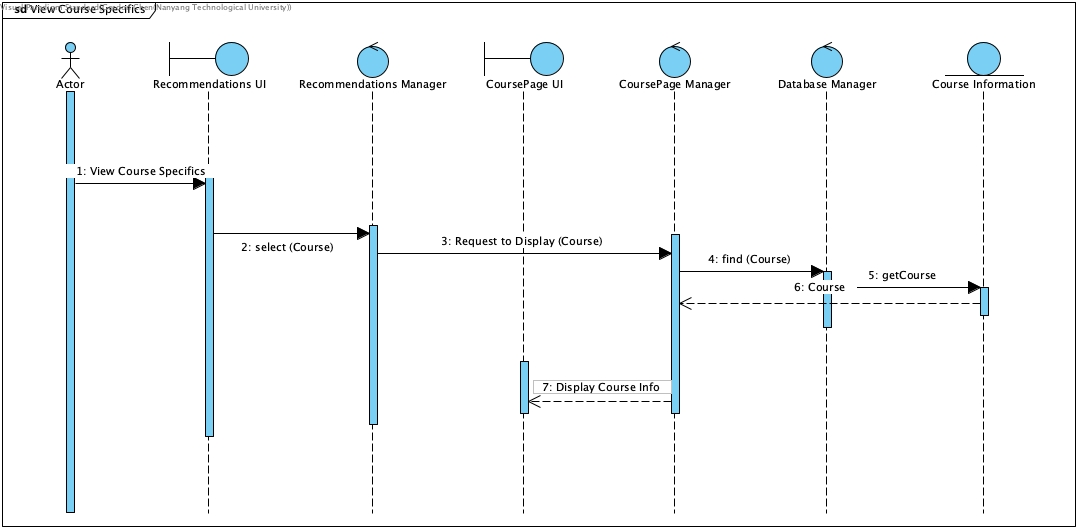 sd View Course Specifics
Nanyang Technological University))
Actor
Recommendations UI
Recommendations Manager
CoursePage UI
CoursePage Manager
Database Manager
Course Information
1: View Course Specifics
2: select (Course)
3: Request to Display (Course)
4: find (Course)
5: getCourse
6: Course
7: Display Course Info